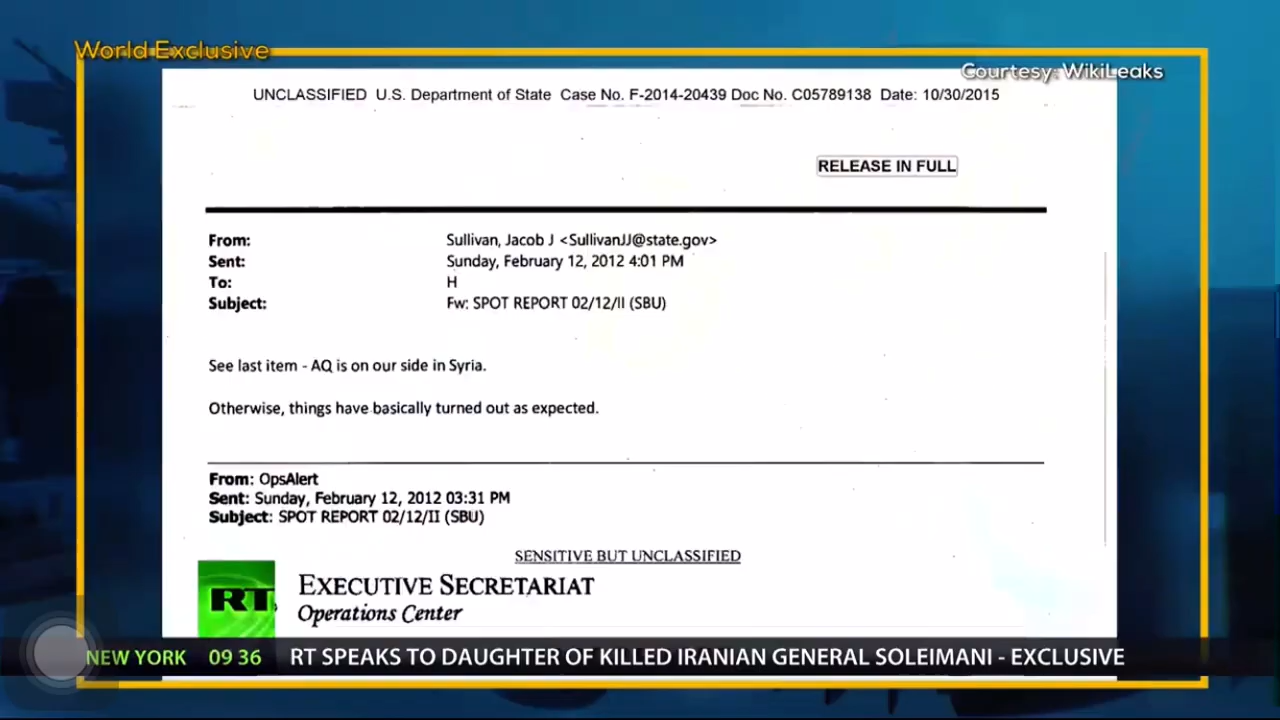 World Exclusive
Courtesy: WikiLeaks
UNCLASSIFIED U.S. Department of State Case No. F-2014-20439 Doc No. C05789138 Date: 10/30/2015
RELEASE IN FULL
From: Sullivan, Jacob J <SullivanJJ@state.gov>
Sent: Sunday, February 12, 2012 4:01 PM
To: H
Subject: Fw: SPOT REPORT 02/12/II (SBU)
See last item - AQ is on our side in Syria.
Otherwise, things have basically turned out as expected.
From: OpsAlert
Sent: Sunday, February 12, 2012 03:31 PM
Subject: SPOT REPORT 02/12/II (SBU)
SENSITIVE BUT UNCLASSIFIED
EXECUTIVE SECRETARIAT
Operations Center
RT
NEW YORK 09 36 RT SPEAKS TO DAUGHTER OF KILLED IRANIAN GENERAL SOLEIMANI - EXCLUSIVE